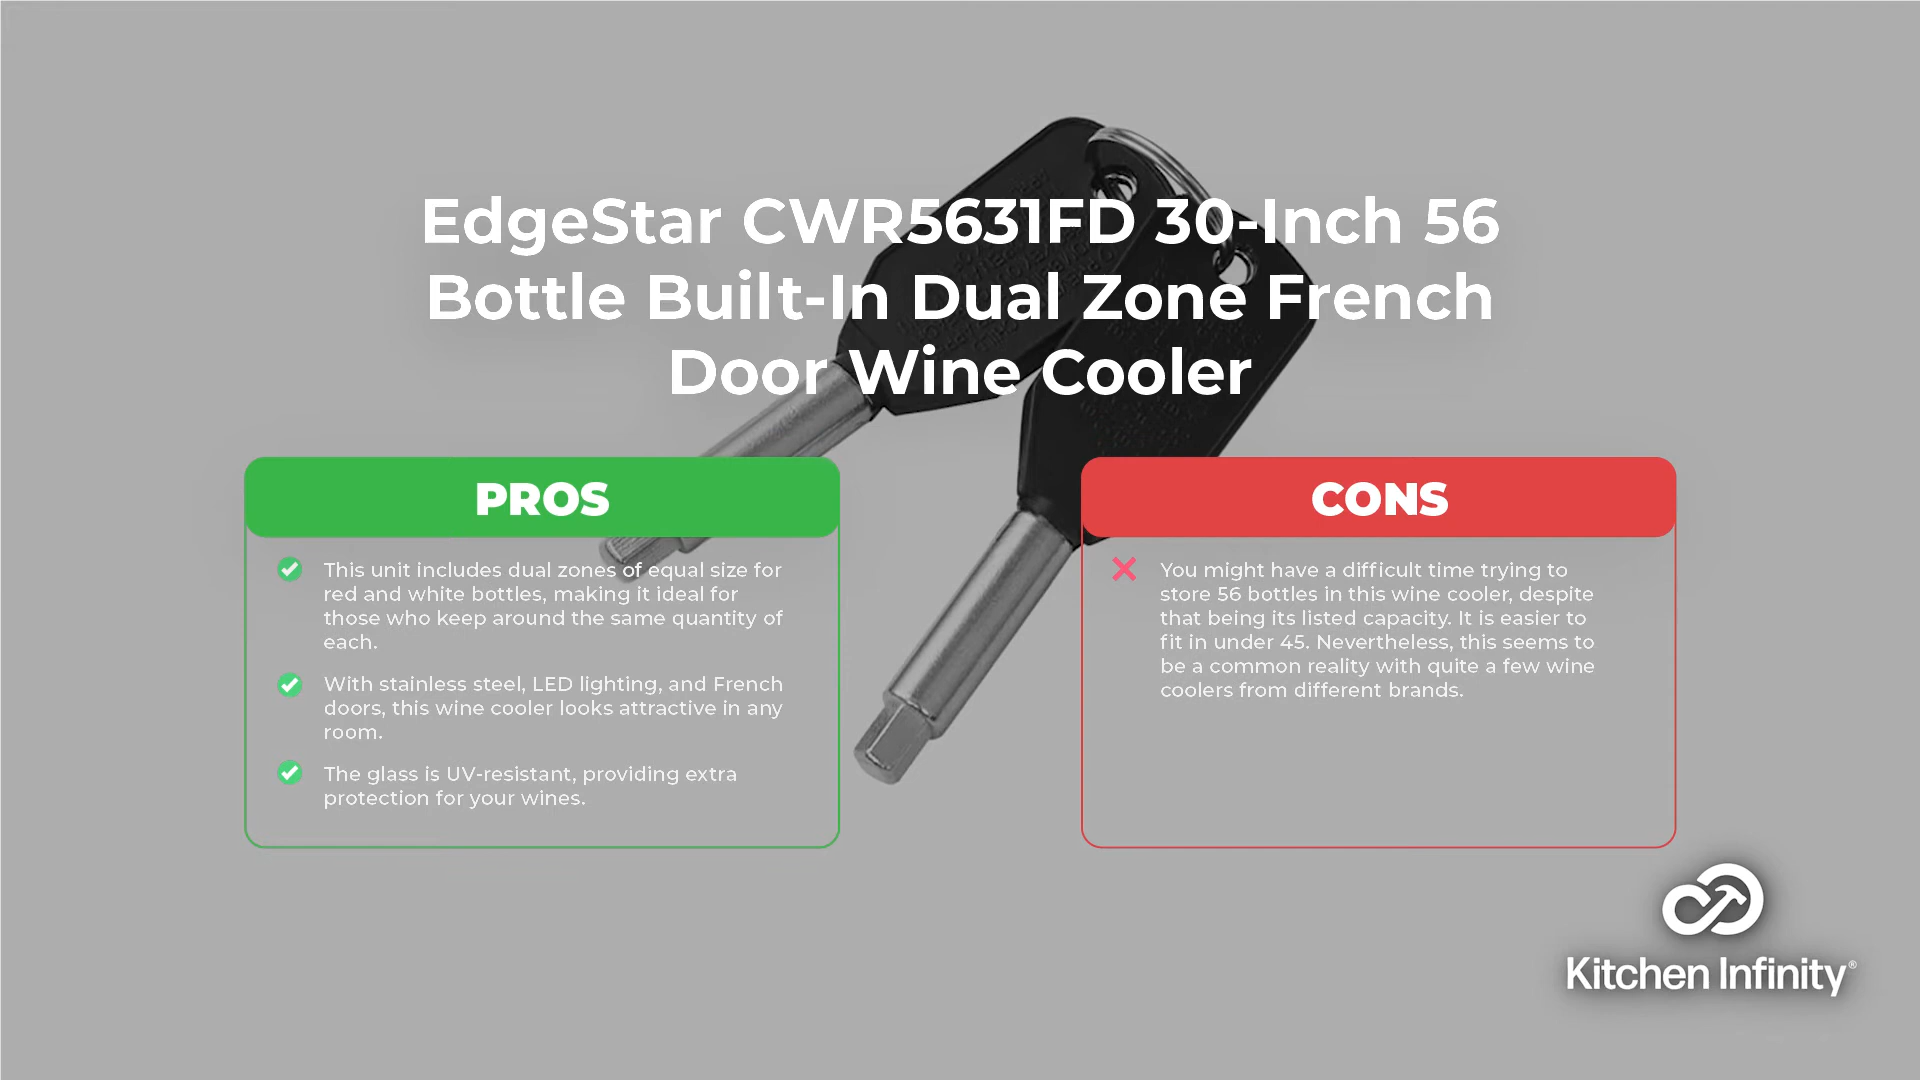 EdgeStar CWR5631FD 30-Inch 56
Bottle Built-In Dual Zone French
Door Wine Cooler
PROS
This unit includes dual zones of equal size for
red and white bottles, making it ideal for
those who keep around the same quantity of
each.
With stainless steel, LED lighting, and French
doors, this wine cooler looks attractive in any
room.
The glass is UV-resistant, providing extra
protection for your wines.
CONS
You might have a difficult time trying to
store 56 bottles in this wine cooler, despite
that being its listed capacity. It is easier to
fit in under 45. Nevertheless, this seems to
be a common reality with quite a few wine
coolers from different brands.
Kitchen Infinity®